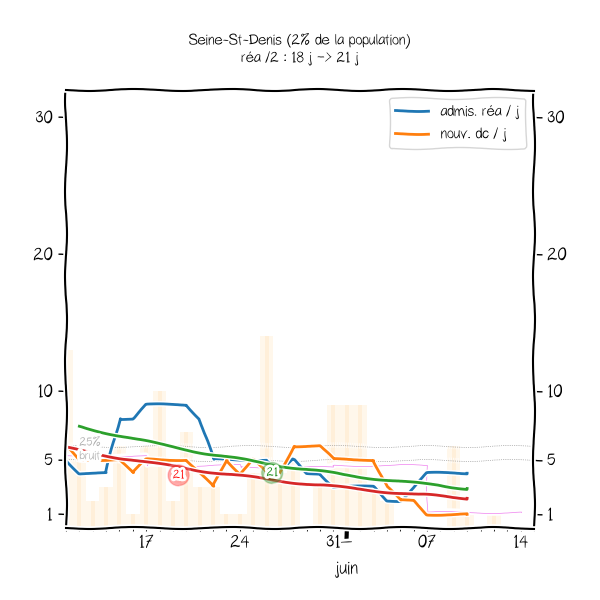 Seine-St-Denis (2% de la population)
réa /2 : 18 j -> 21 j
admis. réa / j
nouv. dc / j
30 30
20 20
10 10
5 5
1 1
25%
bruit
21 21
17 24 31 07 14
juin